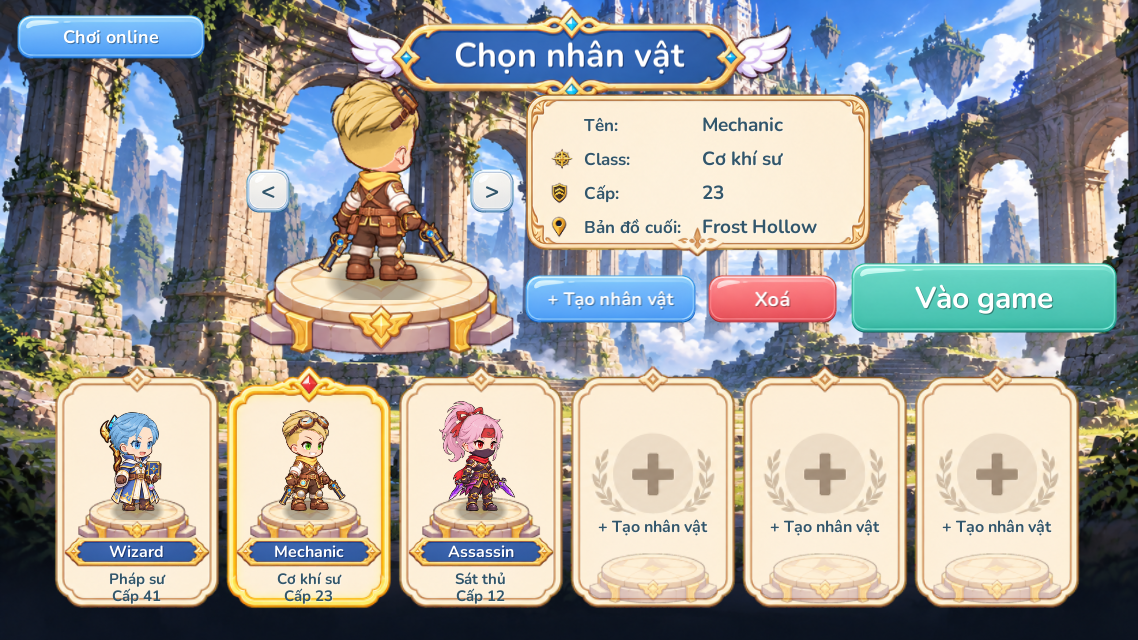 Chơi online
Chọn nhân vật
Tên: Mechanic
Class: Cơ khí sư
Cấp: 23
Bản đồ cuối: Frost Hollow
<
>
+ Tạo nhân vật
Xoá
Vào game
Wizard
Pháp sư
Cấp 41
Mechanic
Cơ khí sư
Cấp 23
Assassin
Sát thủ
Cấp 12
+ Tạo nhân vật
+ Tạo nhân vật
+ Tạo nhân vật